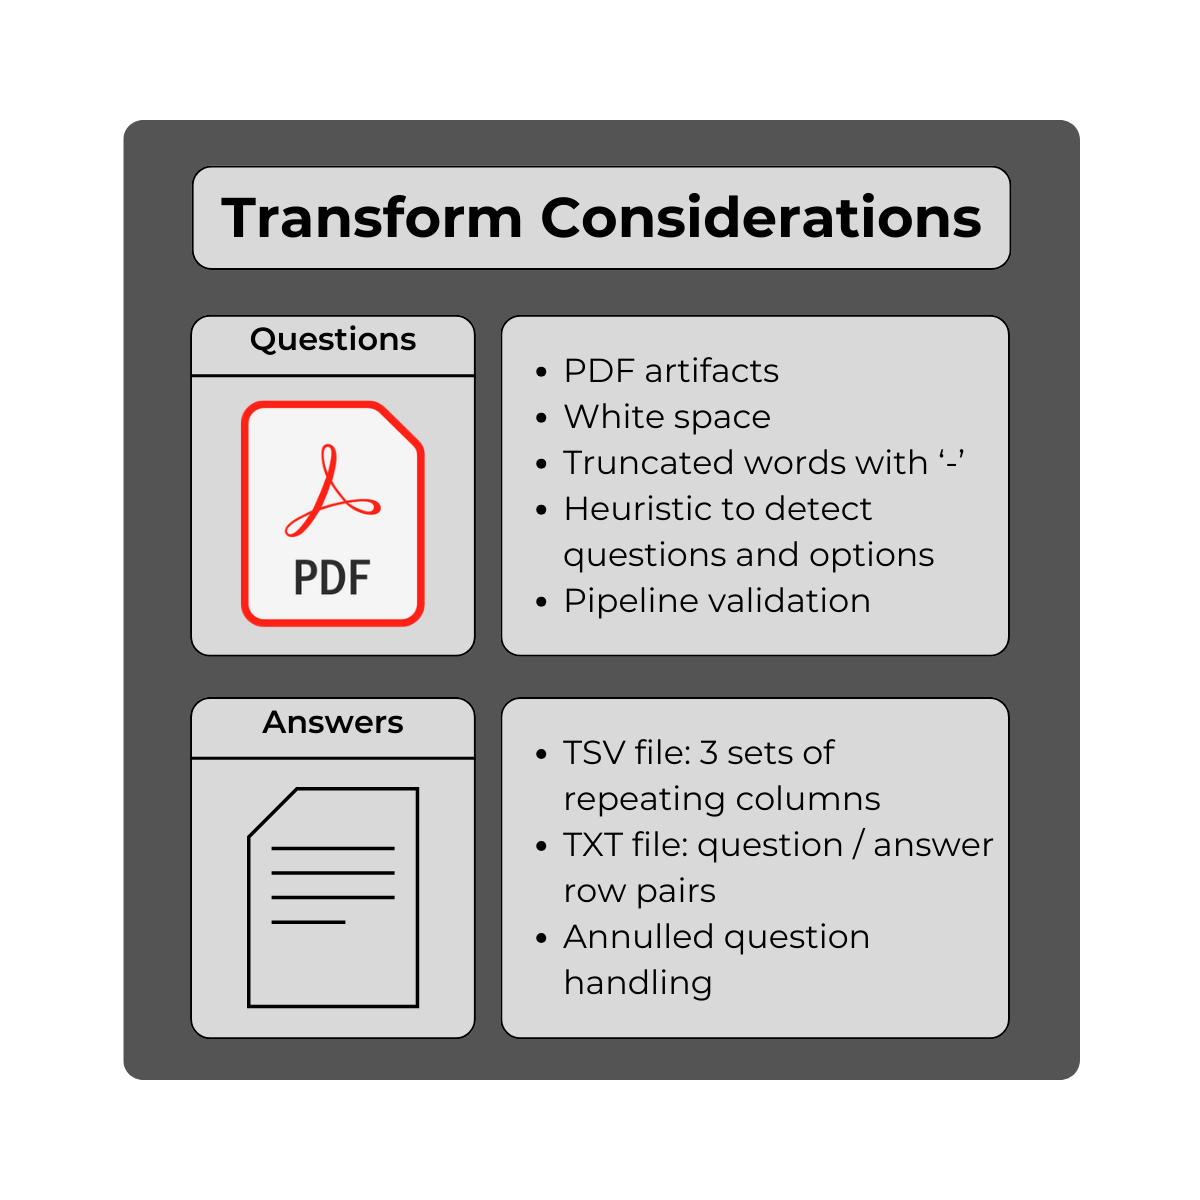 Transform Considerations
Questions
PDF
• PDF artifacts
• White space
• Truncated words with ‘-’
• Heuristic to detect
questions and options
• Pipeline validation
Answers
• TSV file: 3 sets of
repeating columns
• TXT file: question / answer
row pairs
• Annulled question
handling